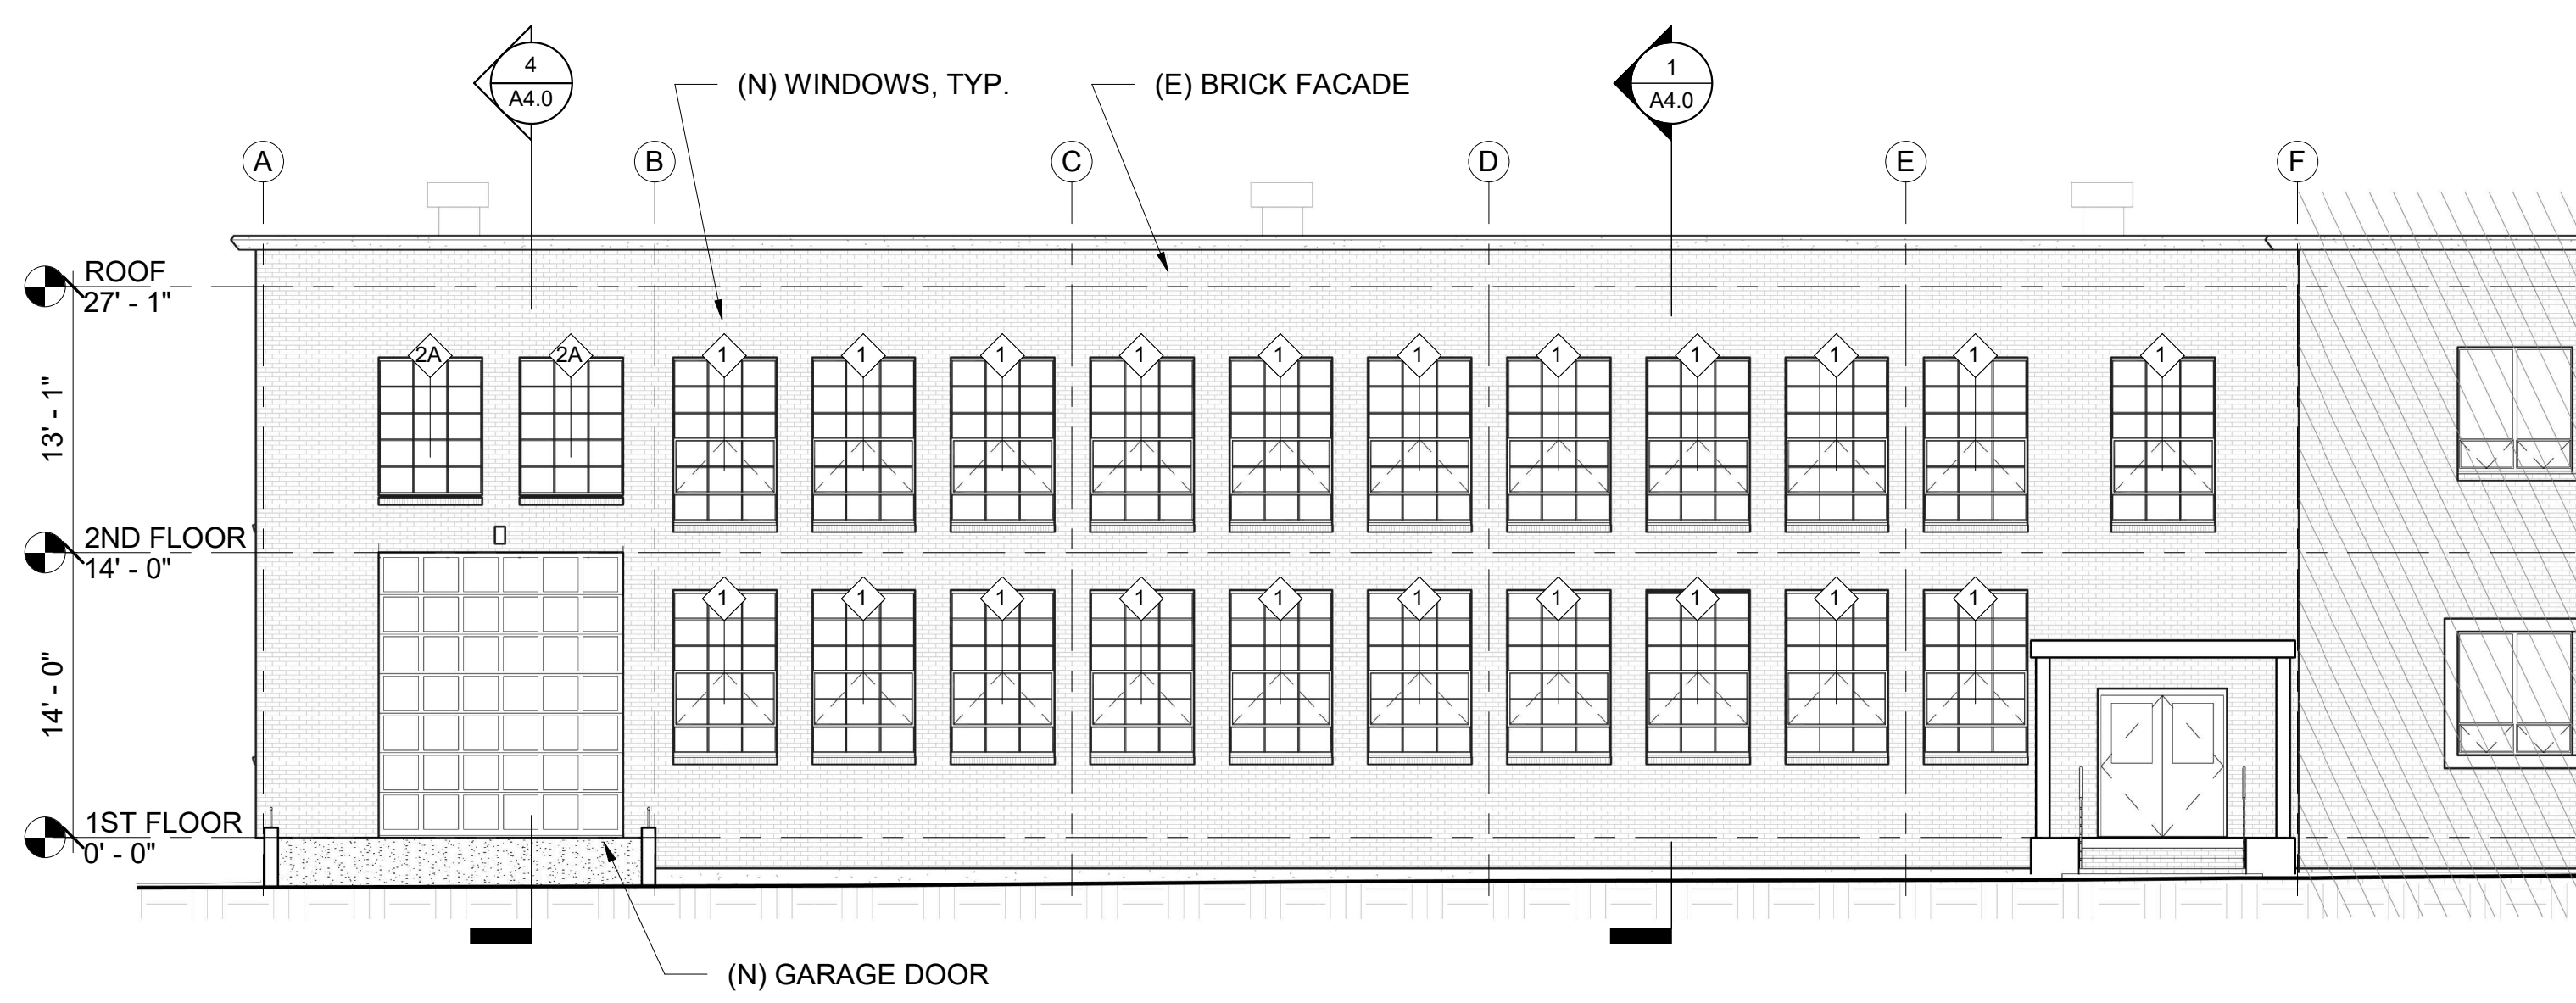 4
A4.0
(N) WINDOWS, TYP.
(E) BRICK FACADE
1
A4.0
A
B
C
D
E
F
ROOF
27' - 1"
2A
2A
1
1
1
1
1
1
1
1
1
1
1
13' - 1"
2ND FLOOR
14' - 0"
1
1
1
1
1
1
1
1
1
1
14' - 0"
1ST FLOOR
0' - 0"
(N) GARAGE DOOR